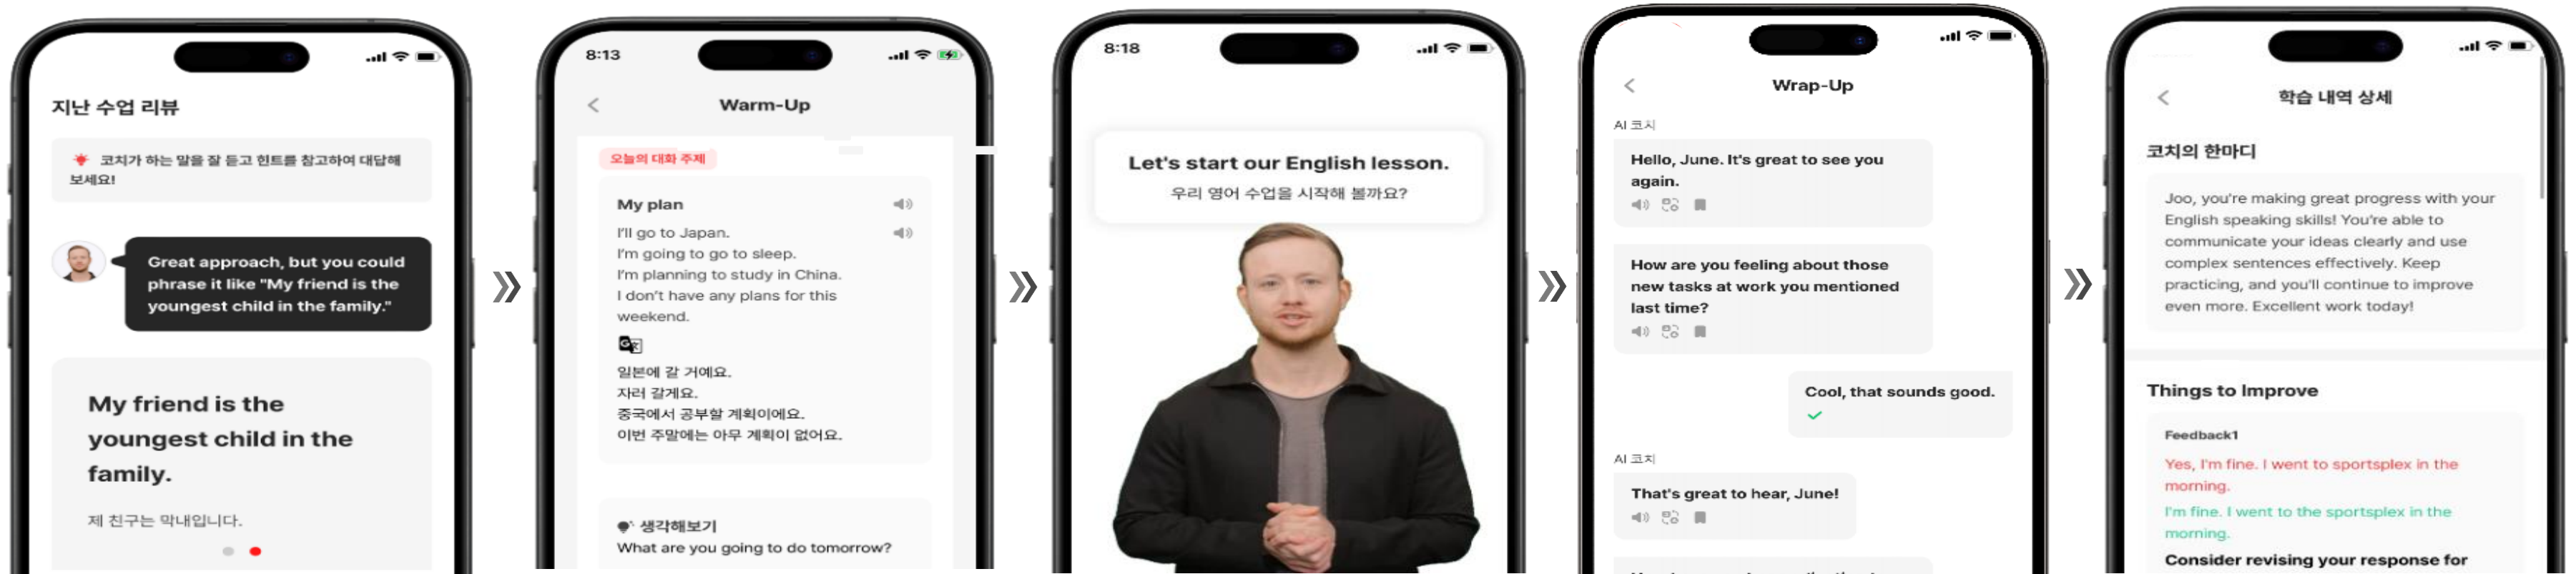 지난 수업 리뷰
코치가 하는 말을 잘 듣고 힌트를 참고하여 대답해
보세요!
Great approach, but you could
phrase it like "My friend is the
youngest child in the family."
My friend is the
youngest child in the
family.
제 친구는 막내입니다.
8:13
Warm-Up
오늘의 대화 주제
My plan
I'll go to Japan.
I'm going to go to sleep.
I'm planning to study in China.
I don't have any plans for this
weekend.
일본에 갈 거예요.
자러 갈게요.
중국에서 공부할 계획이에요.
이번 주말에는 아무 계획이 없어요.
생각해보기
What are you going to do tomorrow?
8:18
Let's start our English lesson.
우리 영어 수업을 시작해 볼까요?
Wrap-Up
AI 코치
Hello, June. It's great to see you
again.
How are you feeling about those
new tasks at work you mentioned
last time?
Cool, that sounds good.
AI 코치
That's great to hear, June!
학습 내역 상세
코치의 한마디
Joo, you're making great progress with your
English speaking skills! You're able to
communicate your ideas clearly and use
complex sentences effectively. Keep
practicing, and you'll continue to improve
even more. Excellent work today!
Things to Improve
Feedback1
Yes, I'm fine. I went to sportsplex in the
morning.
I'm fine. I went to the sportsplex in the
morning.
Consider revising your response for